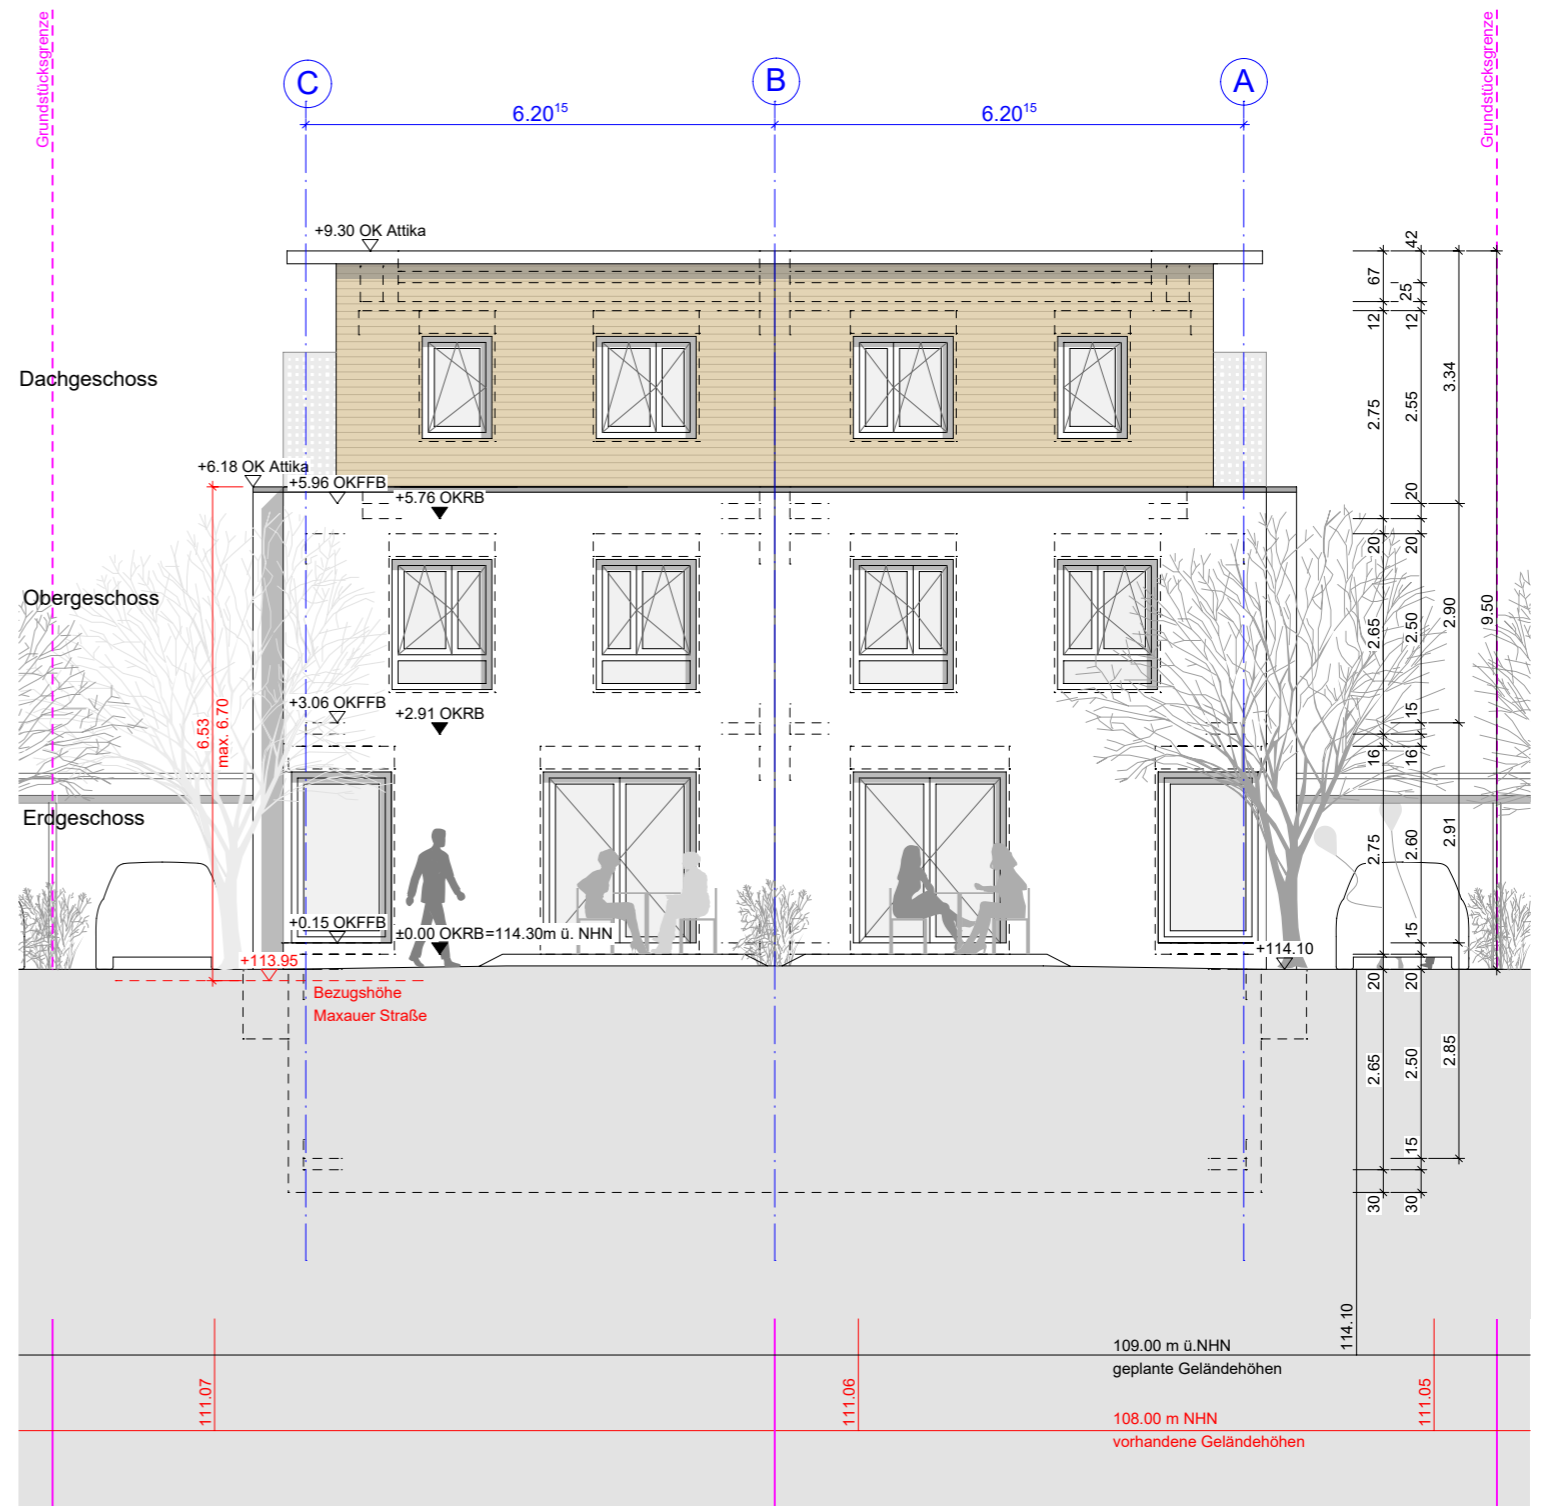 Grundstücksgrenze
Grundstücksgrenze
C
B
A
6.20¹⁵
6.20¹⁵
+9.30 OK Attika
Dachgeschoss
+6.18 OK Attika
+5.96 OKFFB
+5.76 OKRB
Obergeschoss
6.53
max. 6.70
+3.06 OKFFB
+2.91 OKRB
Erdgeschoss
+0.15 OKFFB
±0.00 OKRB=114.30m ü. NHN
+113.95
+114.10
Bezugshöhe
Maxauer Straße
67
12
2.75
20
2.65
16
2.75
20
2.65
30
42
25
12
2.55
20
20
2.50
15
16
2.60
15
20
2.50
15
30
3.34
2.90
2.91
2.85
9.50
114.10
109.00 m ü.NHN
geplante Geländehöhen
111.07
111.06
111.05
108.00 m NHN
vorhandene Geländehöhen